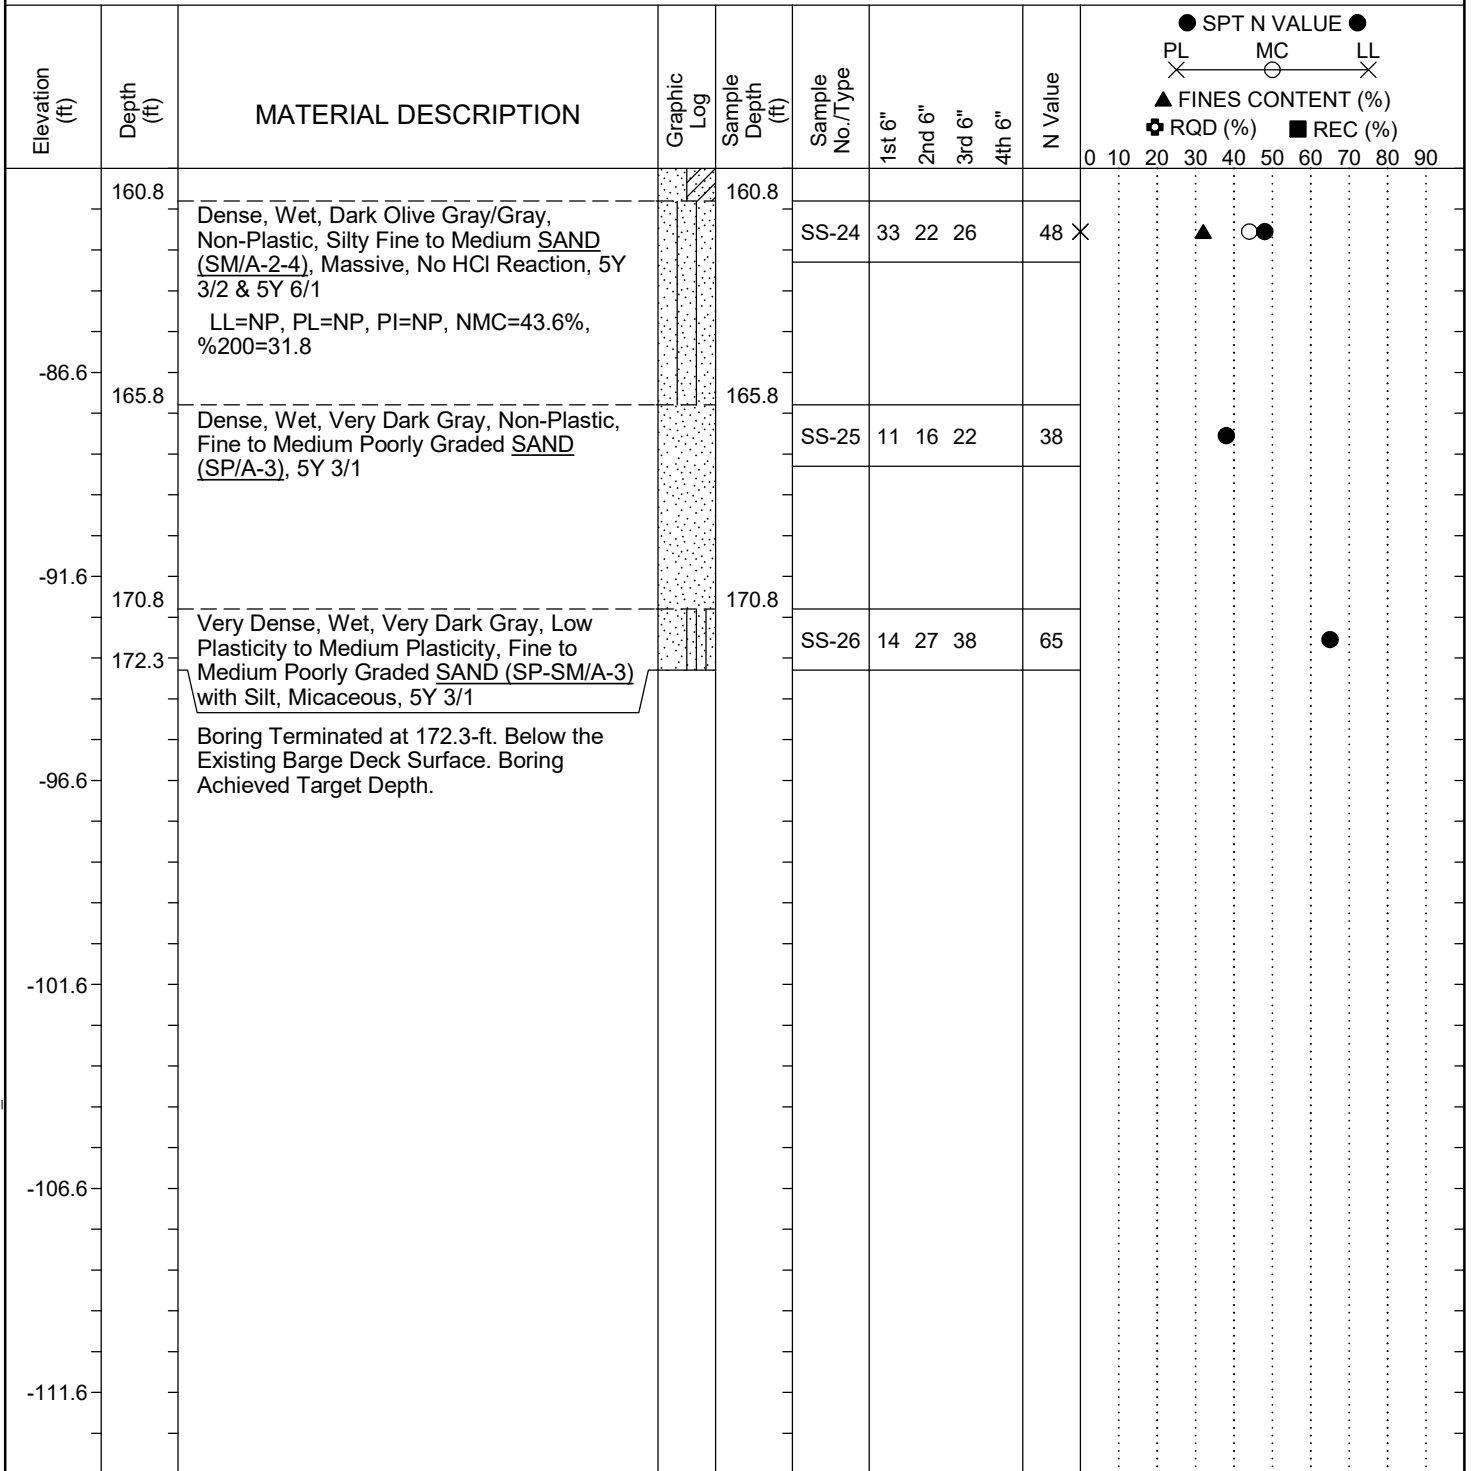 ● SPT N VALUE ●
PL MC LL
▲ FINES CONTENT (%)
RQD (%) ■ REC (%)
Elevation (ft)
Depth (ft)
MATERIAL DESCRIPTION
Graphic Log
Sample Depth (ft)
Sample No./Type
1st 6"
2nd 6"
3rd 6"
4th 6"
N Value
0 10 20 30 40 50 60 70 80 90
160.8
Dense, Wet, Dark Olive Gray/Gray,
Non-Plastic, Silty Fine to Medium SAND
(SM/A-2-4), Massive, No HCl Reaction, 5Y
3/2 & 5Y 6/1
LL=NP, PL=NP, PI=NP, NMC=43.6%,
%200=31.8
160.8
SS-24 33 22 26 48
-86.6
165.8
Dense, Wet, Very Dark Gray, Non-Plastic,
Fine to Medium Poorly Graded SAND
(SP/A-3), 5Y 3/1
165.8
SS-25 11 16 22 38
-91.6
170.8
Very Dense, Wet, Very Dark Gray, Low
Plasticity to Medium Plasticity, Fine to
Medium Poorly Graded SAND (SP-SM/A-3)
with Silt, Micaceous, 5Y 3/1
170.8
SS-26 14 27 38 65
172.3
Boring Terminated at 172.3-ft. Below the
Existing Barge Deck Surface. Boring
Achieved Target Depth.
-96.6
-101.6
-106.6
-111.6